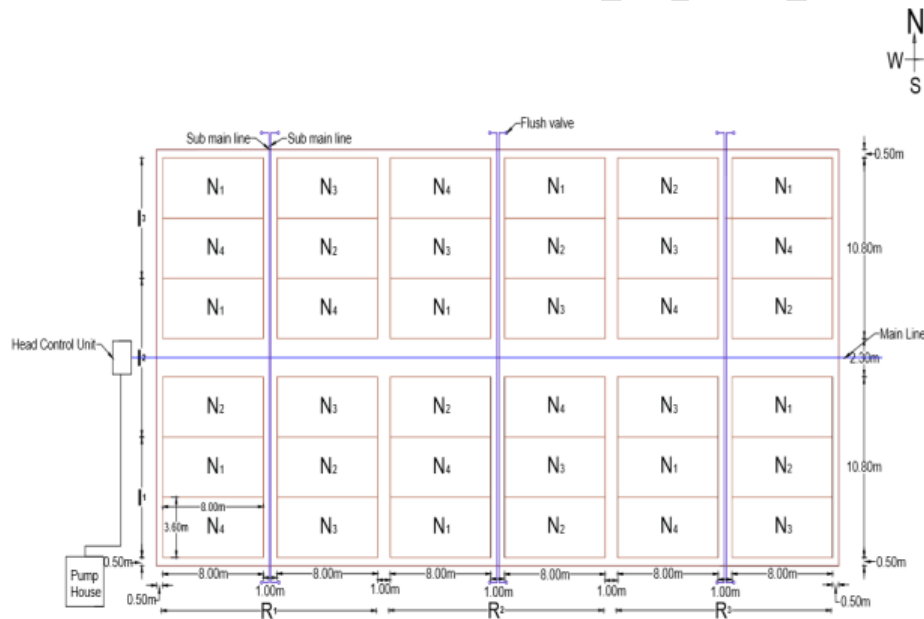 N
W
S
Flush valve
Sub main line Sub main line
0.50m
N₁ N₃ N₄ N₁ N₂ N₁
I₃
N₄ N₂ N₃ N₂ N₃ N₄
10.80m
N₁ N₄ N₁ N₃ N₄ N₂
Main Line
Head Control Unit
I₂
2.30m
N₂ N₃ N₂ N₄ N₃ N₁
N₁ N₂ N₄ N₃ N₁ N₂
10.80m
I₁
8.00m
3.60m
N₄ N₃ N₁ N₂ N₄ N₃
0.50m 0.50m
Pump
House
8.00m 8.00m 8.00m 8.00m 8.00m 8.00m
0.50m 1.00m 1.00m 1.00m 1.00m 1.00m 0.50m
R₁ R₂ R₃